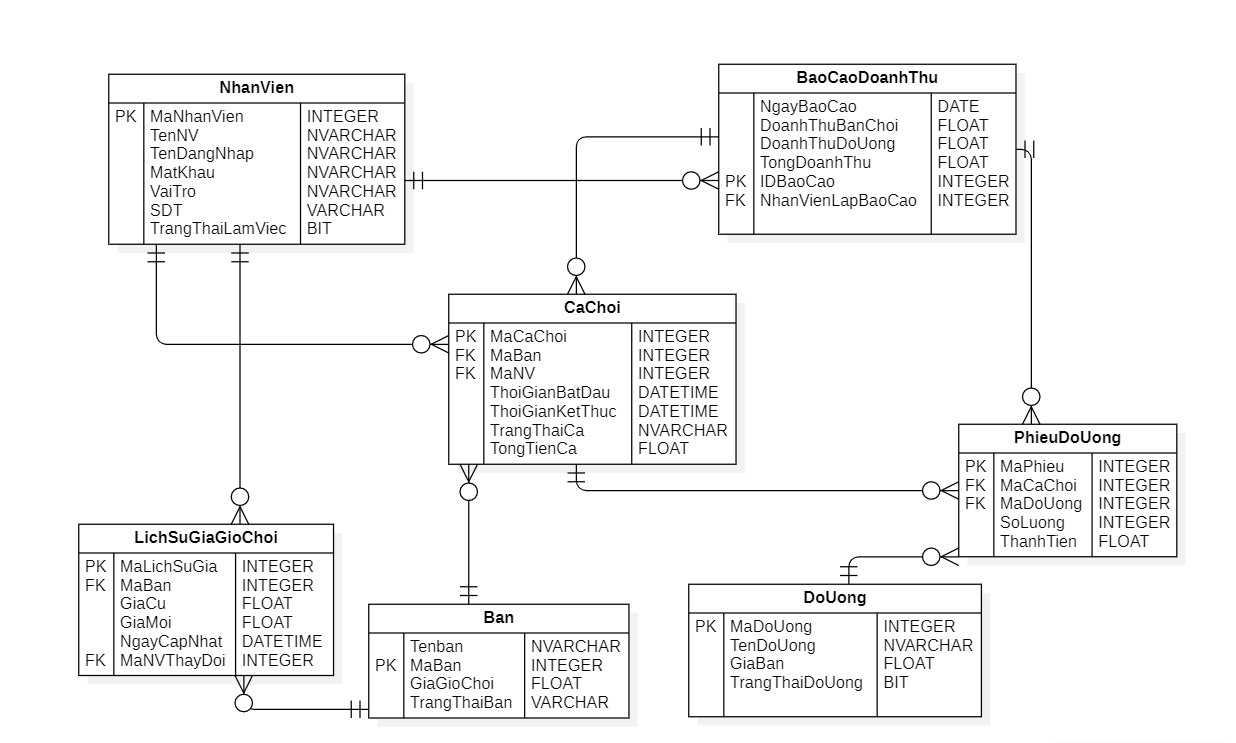 NhanVien
PK MaNhanVien INTEGER
TenNV NVARCHAR
TenDangNhap NVARCHAR
MatKhau NVARCHAR
VaiTro NVARCHAR
SDT VARCHAR
TrangThaiLamViec BIT
BaoCaoDoanhThu
NgayBaoCao DATE
DoanhThuBanChoi FLOAT
DoanhThuDoUong FLOAT
TongDoanhThu FLOAT
PK IDBaoCao INTEGER
FK NhanVienLapBaoCao INTEGER
CaChoi
PK MaCaChoi INTEGER
FK MaBan INTEGER
FK MaNV INTEGER
ThoiGianBatDau DATETIME
ThoiGianKetThuc DATETIME
TrangThaiCa NVARCHAR
TongTienCa FLOAT
PhieuDoUong
PK MaPhieu INTEGER
FK MaCaChoi INTEGER
FK MaDoUong INTEGER
SoLuong INTEGER
ThanhTien FLOAT
LichSuGiaGioChoi
PK MaLichSuGia INTEGER
FK MaBan INTEGER
GiaCu FLOAT
GiaMoi FLOAT
NgayCapNhat DATETIME
FK MaNVThayDoi INTEGER
Ban
Tenban NVARCHAR
PK MaBan INTEGER
GiaGioChoi FLOAT
TrangThaiBan VARCHAR
DoUong
PK MaDoUong INTEGER
TenDoUong NVARCHAR
GiaBan FLOAT
TrangThaiDoUong BIT